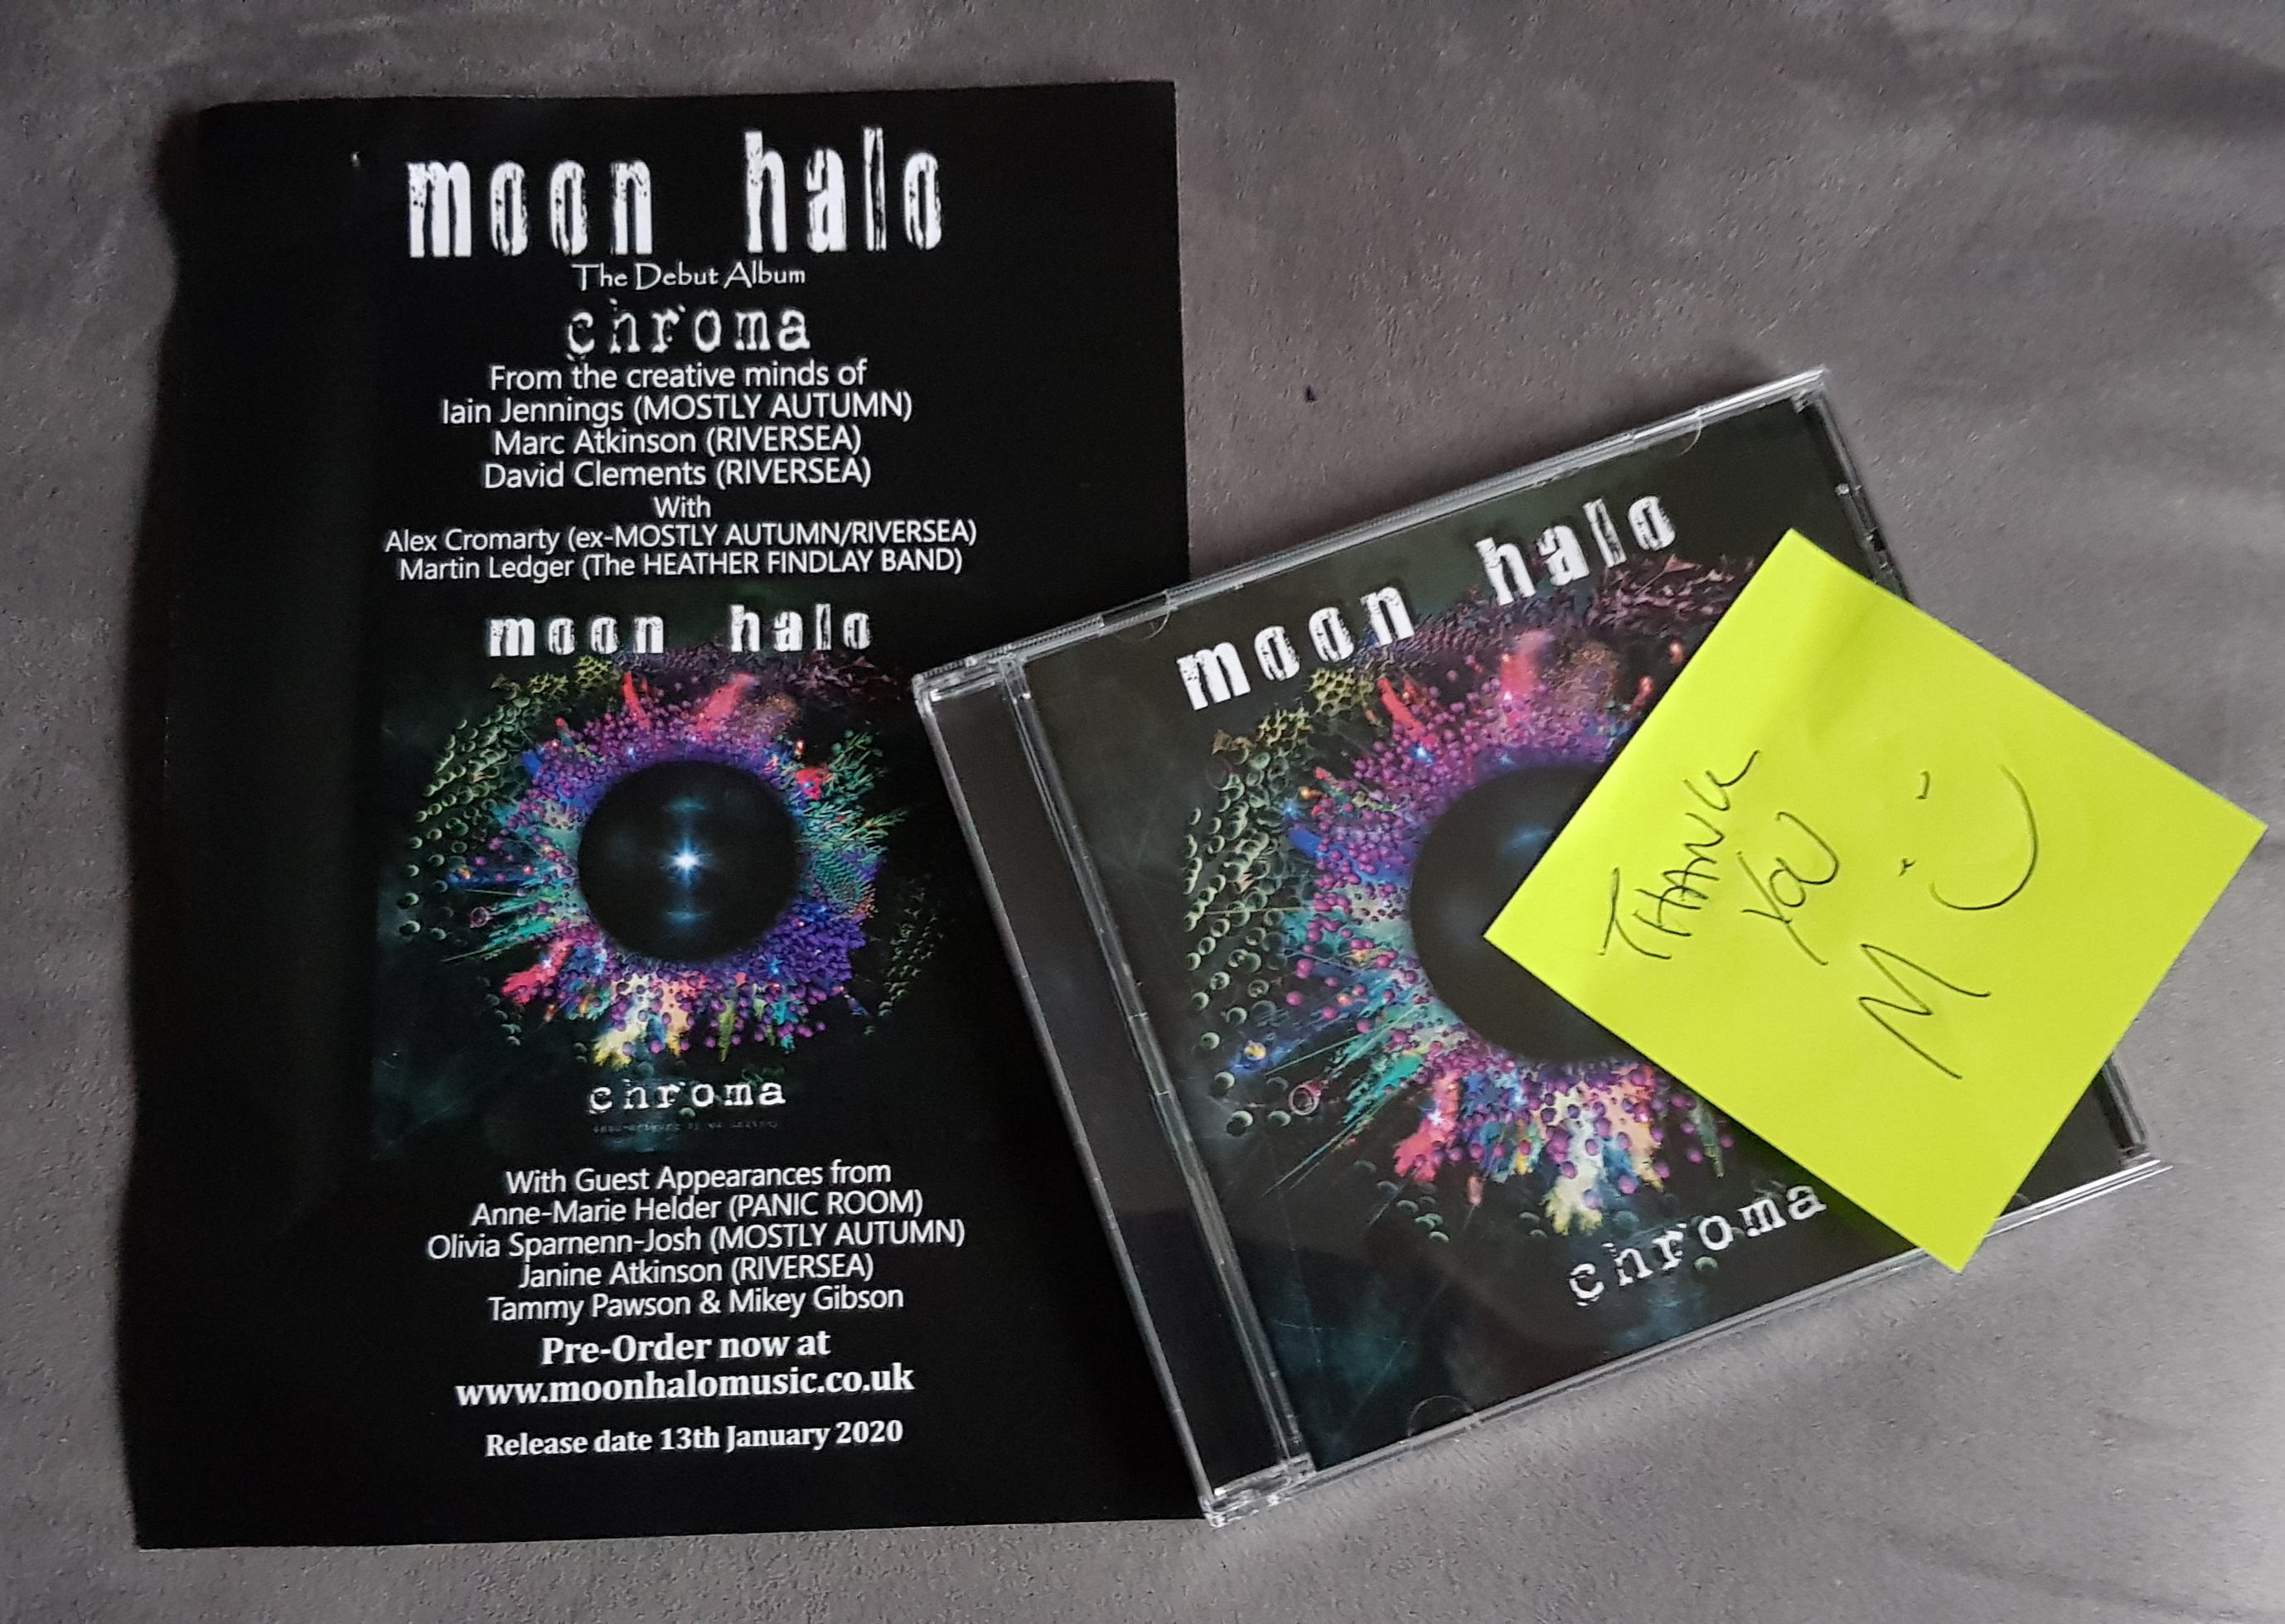 moon halo
The Debut Album
chroma
From the creative minds of
Iain Jennings (MOSTLY AUTUMN)
Marc Atkinson (RIVERSEA)
David Clements (RIVERSEA)
With
Alex Cromarty (ex-MOSTLY AUTUMN/RIVERSEA)
Martin Ledger (The HEATHER FINDLAY BAND)
moon halo
chroma
With Guest Appearances from
Anne-Marie Helder (PANIC ROOM)
Olivia Sparnenn-Josh (MOSTLY AUTUMN)
Janine Atkinson (RIVERSEA)
Tammy Pawson & Mikey Gibson
Pre-Order now at
www.moonhalomusic.co.uk
Release date 13th January 2020
moon halo
chroma
THANK
YOU
M